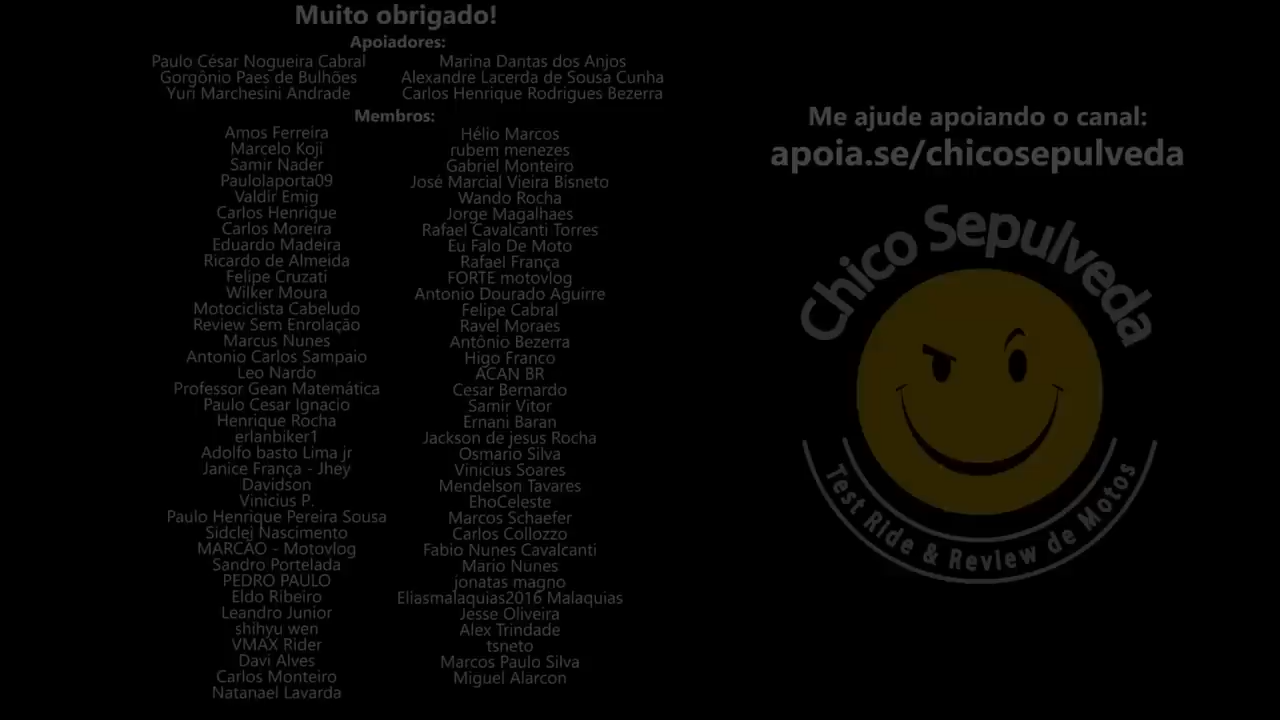 Muito obrigado!
Apoiadores:
Paulo César Nogueira Cabral
Gorgônio Paes de Bulhões
Yuri Marchesini Andrade
Marina Dantas dos Anjos
Alexandre Lacerda de Sousa Cunha
Carlos Henrique Rodrigues Bezerra
Membros:
Amos Ferreira
Marcelo Koji
Samir Nader
Paulolaporta09
Valdir Emig
Carlos Henrique
Carlos Moreira
Eduardo Madeira
Ricardo de Almeida
Felipe Cruzati
Wilker Moura
Motociclista Cabeludo
Review Sem Enrolação
Marcus Nunes
Antonio Carlos Sampaio
Leo Nardo
Professor Gean Matemática
Paulo Cesar Ignacio
Henrique Rocha
erlanbiker1
Adolfo basto Lima jr
Janice França - Jhey
Davidson
Vinicius P.
Paulo Henrique Pereira Sousa
Sidclei Nascimento
MARCÃO - Motovlog
Sandro Portelada
PEDRO PAULO
Eldo Ribeiro
Leandro Junior
shihyu wen
VMAX Rider
Davi Alves
Carlos Monteiro
Natanael Lavarda
Hélio Marcos
rubem menezes
Gabriel Monteiro
José Marcial Vieira Bisneto
Wando Rocha
Jorge Magalhaes
Rafael Cavalcanti Torres
Eu Falo De Moto
Rafael França
FORTE motovlog
Antonio Dourado Aguirre
Felipe Cabral
Ravel Moraes
Antônio Bezerra
Higo Franco
ACAN BR
Cesar Bernardo
Samir Vitor
Ernani Baran
Jackson de jesus Rocha
Osmario Silva
Vinicius Soares
Mendelson Tavares
EhoCeleste
Marcos Schaefer
Carlos Collozzo
Fabio Nunes Cavalcanti
Mario Nunes
jonatas magno
Eliasmalaquias2016 Malaquias
Jesse Oliveira
Alex Trindade
tsneto
Marcos Paulo Silva
Miguel Alarcon
Me ajude apoiando o canal:
apoia.se/chicosepulveda
Chico Sepulveda
Test Ride & Review de Motos